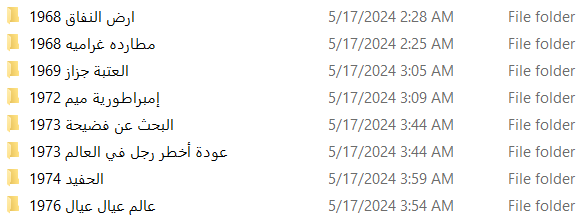 ارض النفاق 1968 5/17/2024 2:28 AM File folder
مطارده غراميه 1968 5/17/2024 2:25 AM File folder
العتبة جزاز 1969 5/17/2024 3:05 AM File folder
إمبراطورية ميم 1972 5/17/2024 3:09 AM File folder
البحث عن فضيحة 1973 5/17/2024 3:44 AM File folder
عودة أخطر رجل في العالم 1973 5/17/2024 3:44 AM File folder
الحفيد 1974 5/17/2024 3:59 AM File folder
عالم عيال عيال 1976 5/17/2024 3:54 AM File folder